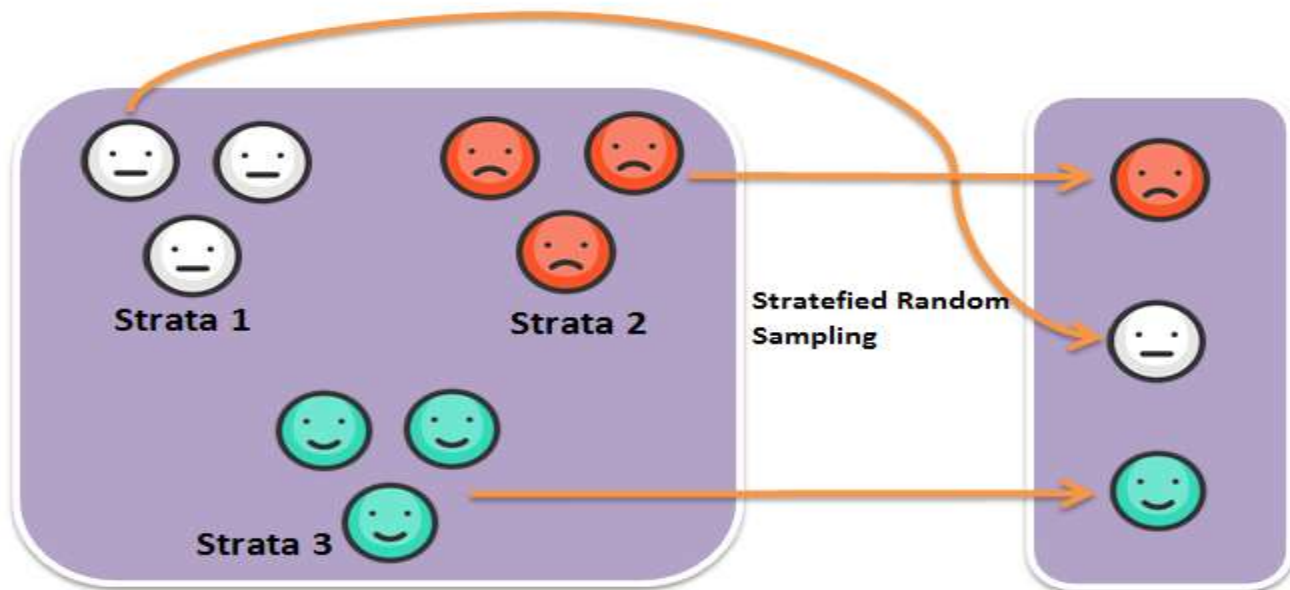 Strata 1
Strata 2
Stratefied Random
Sampling
Strata 3